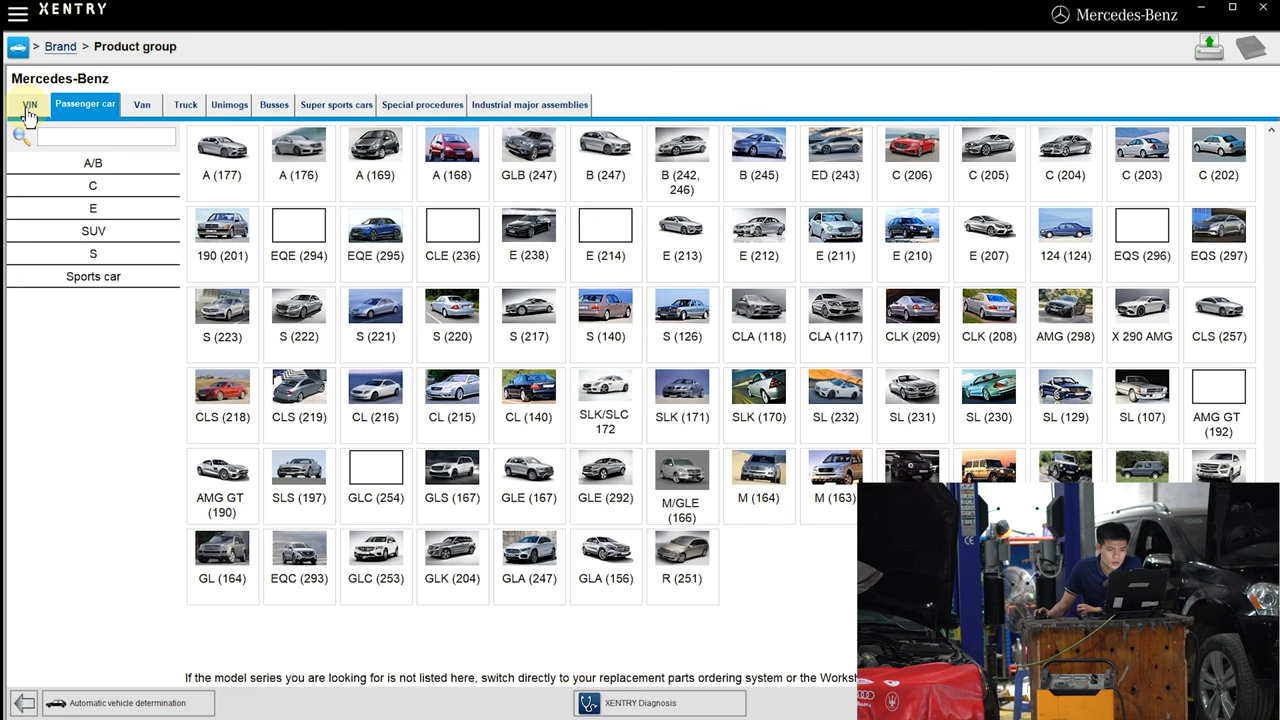 XENTRY
Mercedes-Benz
> Brand > Product group
Mercedes-Benz
VIN Passenger car Van Truck Unimogs Busses Super sports cars Special procedures Industrial major assemblies
A/B
C
E
SUV
S
Sports car
A (177) A (176) A (169) A (168) GLB (247) B (247) B (242, 246) B (245) ED (243) C (206) C (205) C (204) C (203) C (202)
190 (201) EQE (294) EQE (295) CLE (236) E (238) E (214) E (213) E (212) E (211) E (210) E (207) 124 (124) EQS (296) EQS (297)
S (223) S (222) S (221) S (220) S (217) S (140) S (126) CLA (118) CLA (117) CLK (209) CLK (208) AMG (298) X 290 AMG CLS (257)
CLS (218) CLS (219) CL (216) CL (215) CL (140) SLK/SLC 172 SLK (171) SLK (170) SL (232) SL (231) SL (230) SL (129) SL (107) AMG GT (192)
AMG GT (190) SLS (197) GLC (254) GLS (167) GLE (167) GLE (292) M/GLE (166) M (164) M (163)
GL (164) EQC (293) GLC (253) GLK (204) GLA (247) GLA (156) R (251)
If the model series you are looking for is not listed here, switch directly to your replacement parts ordering system or the Worksh
Automatic vehicle determination XENTRY Diagnosis